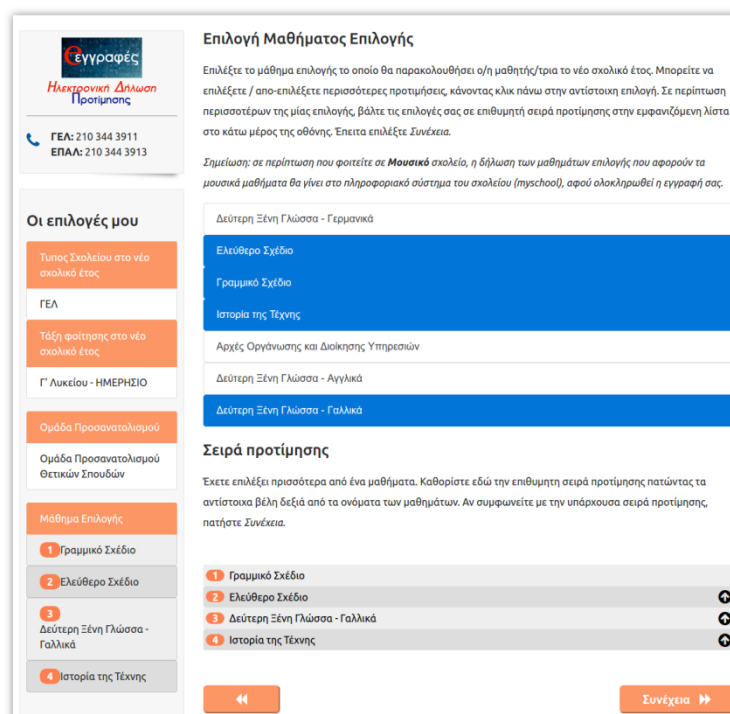 εγγραφές
Ηλεκτρονική Δήλωση
Προτίμησης
ΓΕΛ: 210 344 3911
ΕΠΑΛ: 210 344 3913
Οι επιλογές μου
Τυπος Σχολείου στο νέο
σχολικό έτος
ΓΕΛ
Τάξη φοίτησης στο νέο
σχολικό έτος
Γ' Λυκείου - ΗΜΕΡΗΣΙΟ
Ομάδα Προσανατολισμού
Ομάδα Προσανατολισμού
Θετικών Σπουδών
Μάθημα Επιλογής
1 Γραμμικό Σχέδιο
2 Ελεύθερο Σχέδιο
3
Δεύτερη Ξένη Γλώσσα -
Γαλλικά
4 Ιστορία της Τέχνης
Επιλογή Μαθήματος Επιλογής
Επιλέξτε το μάθημα επιλογής το οποίο θα παρακολουθήσει ο/η μαθητής/τρια το νέο σχολικό έτος. Μπορείτε να
επιλέξετε / απο-επιλέξετε περισσότερες προτιμήσεις, κάνοντας κλικ πάνω στην αντίστοιχη επιλογή. Σε περίπτωση
περισσοτέρων της μίας επιλογής, βάλτε τις επιλογές σας σε επιθυμητή σειρά προτίμησης στην εμφανιζόμενη λίστα
στο κάτω μέρος της οθόνης. Έπειτα επιλέξτε Συνέχεια.
Σημείωση: σε περίπτωση που φοιτείτε σε Μουσικό σχολείο, η δήλωση των μαθημάτων επιλογής που αφορούν τα
μουσικά μαθήματα θα γίνει στο πληροφοριακό σύστημα του σχολείου (myschool), αφού ολοκληρωθεί η εγγραφή σας.
Δεύτερη Ξένη Γλώσσα - Γερμανικά
Ελεύθερο Σχέδιο
Γραμμικό Σχέδιο
Ιστορία της Τέχνης
Αρχές Οργάνωσης και Διοίκησης Υπηρεσιών
Δεύτερη Ξένη Γλώσσα - Αγγλικά
Δεύτερη Ξένη Γλώσσα - Γαλλικά
Σειρά προτίμησης
Έχετε επιλέξει πρισσότερα από ένα μαθήματα. Καθορίστε εδώ την επιθυμητη σειρά προτίμησης πατώντας τα
αντίστοιχα βέλη δεξιά από τα ονόματα των μαθημάτων. Αν συμφωνείτε με την υπάρχουσα σειρά προτίμησης,
πατήστε Συνέχεια.
1 Γραμμικό Σχέδιο
2 Ελεύθερο Σχέδιο
3 Δεύτερη Ξένη Γλώσσα - Γαλλικά
4 Ιστορία της Τέχνης
Συνέχεια